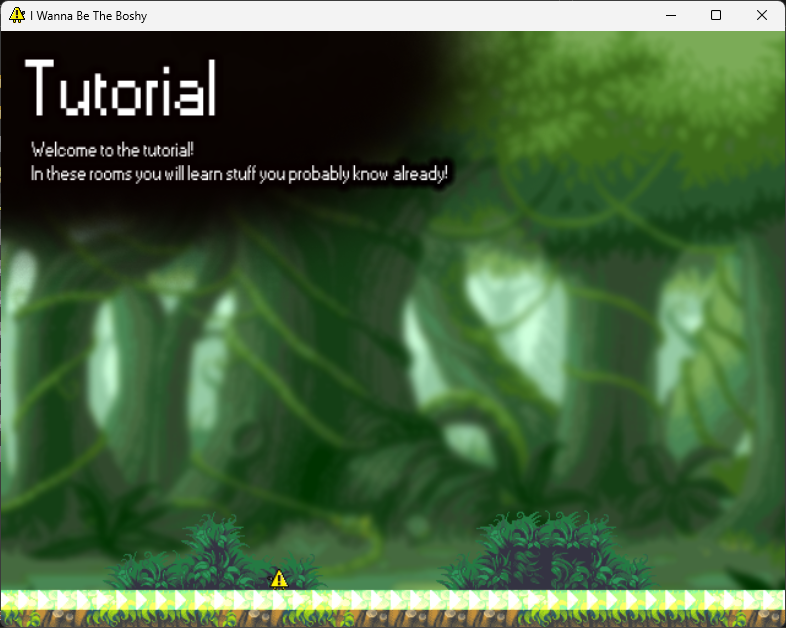 I Wanna Be The Boshy
Tutorial
Welcome to the tutorial!
In these rooms you will learn stuff you probably know already!